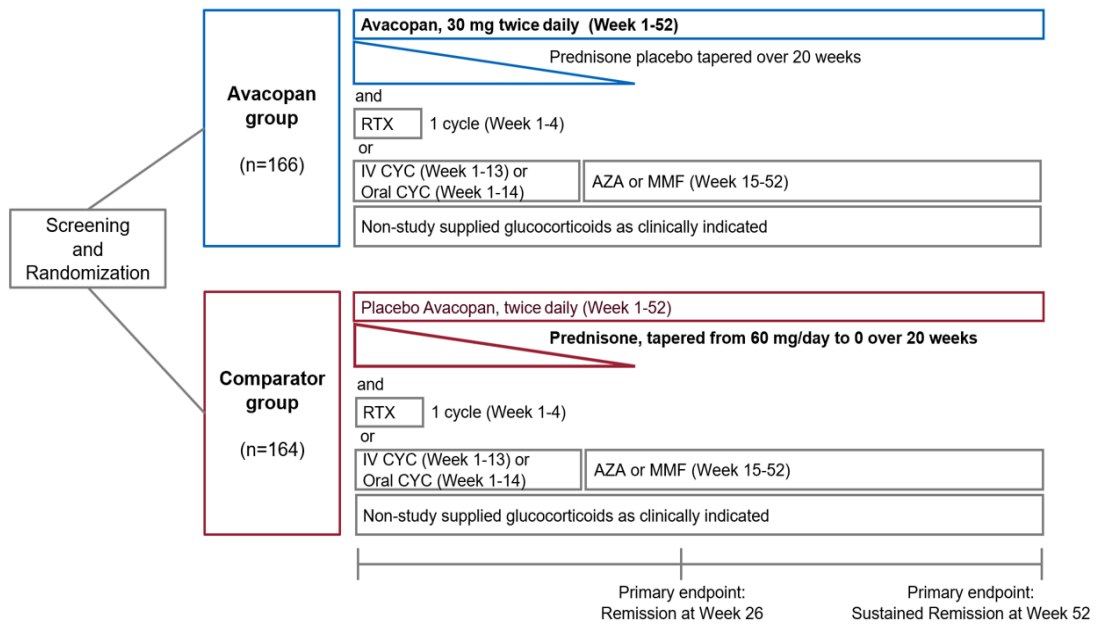 Screening
and
Randomization
Avacopan
group
(n=166)
Avacopan, 30 mg twice daily (Week 1-52)
Prednisone placebo tapered over 20 weeks
and
RTX
1 cycle (Week 1-4)
or
IV CYC (Week 1-13) or
Oral CYC (Week 1-14)
AZA or MMF (Week 15-52)
Non-study supplied glucocorticoids as clinically indicated
Comparator
group
(n=164)
Placebo Avacopan, twice daily (Week 1-52)
Prednisone, tapered from 60 mg/day to 0 over 20 weeks
and
RTX
1 cycle (Week 1-4)
or
IV CYC (Week 1-13) or
Oral CYC (Week 1-14)
AZA or MMF (Week 15-52)
Non-study supplied glucocorticoids as clinically indicated
Primary endpoint:
Remission at Week 26
Primary endpoint:
Sustained Remission at Week 52